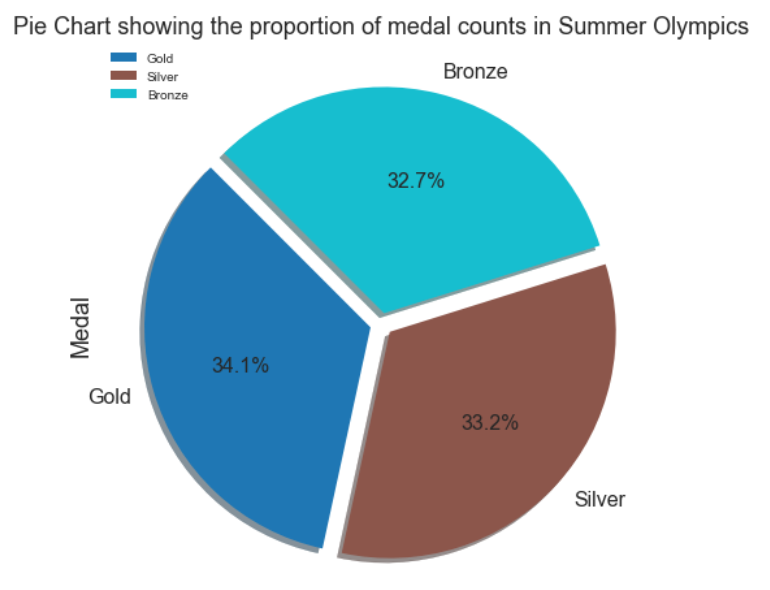 Pie Chart showing the proportion of medal counts in Summer Olympics
Gold
Silver
Bronze
Bronze
32.7%
Medal
34.1%
Gold
33.2%
Silver